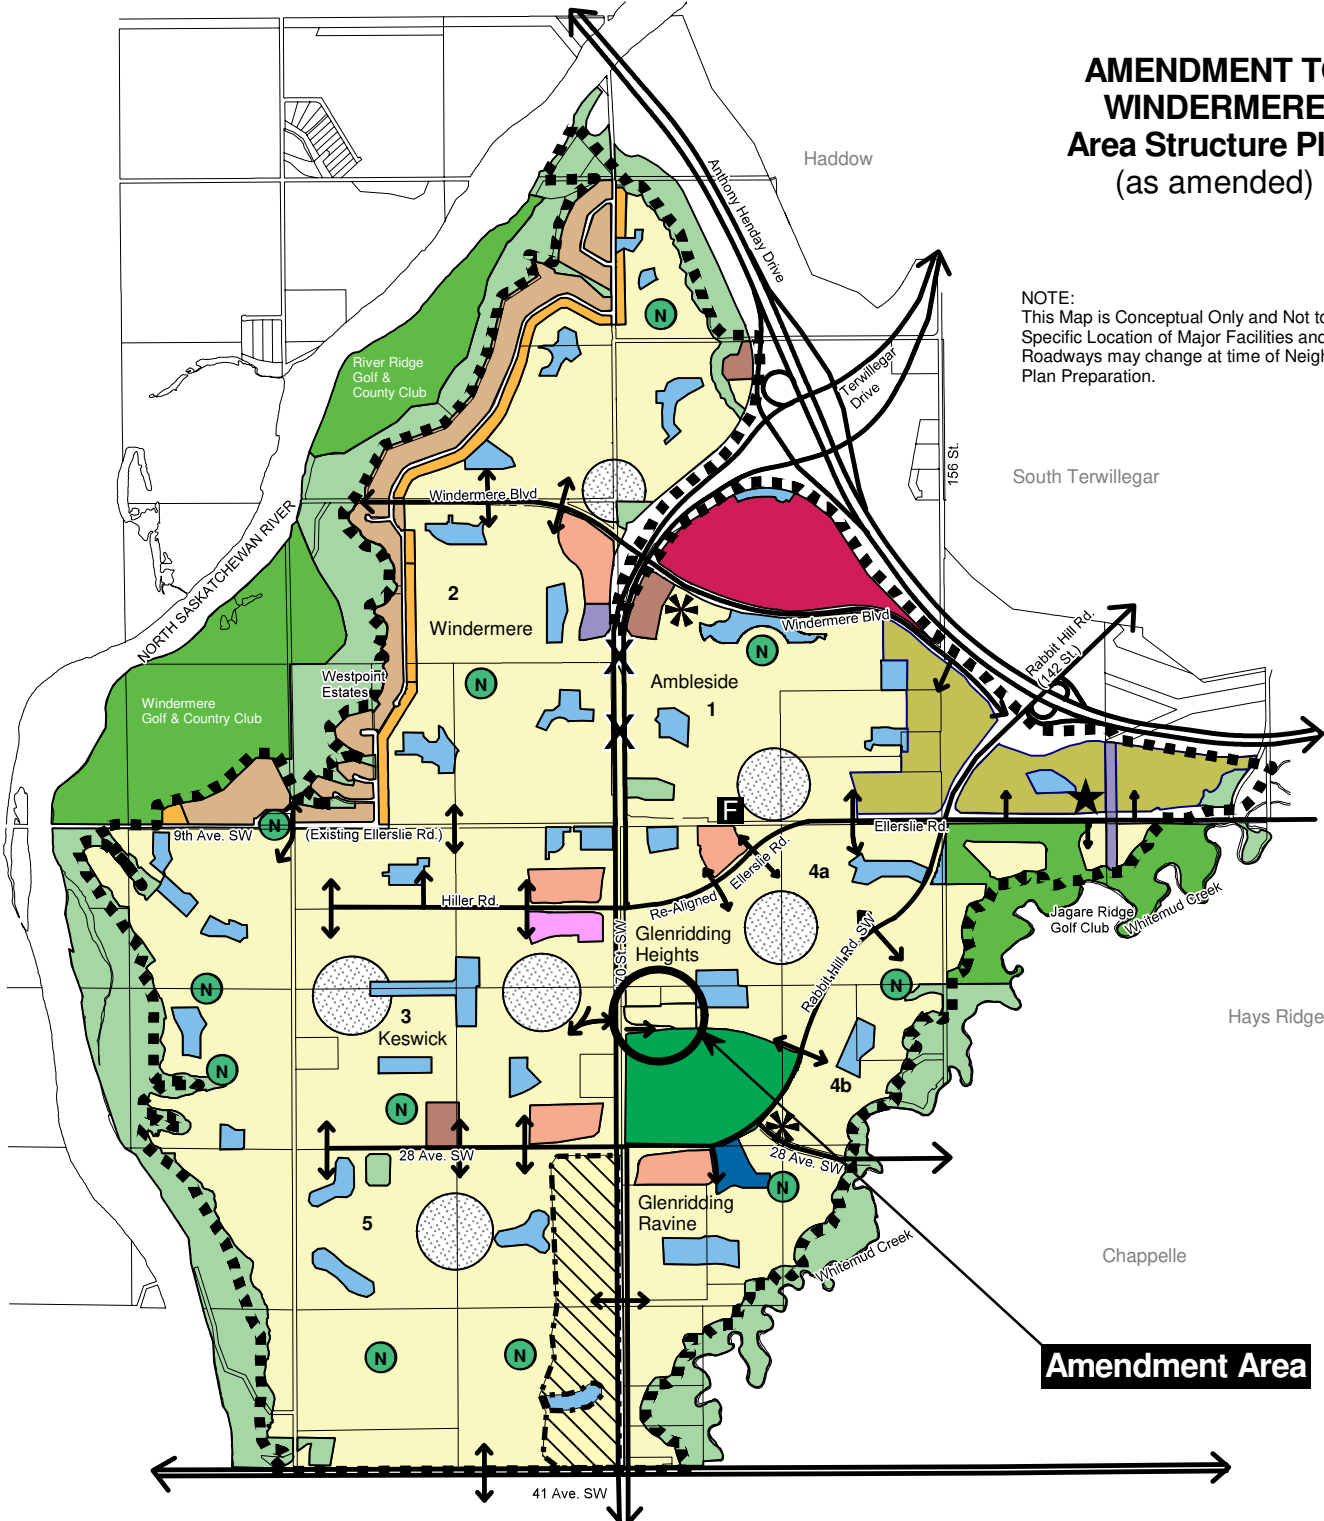 AMENDMENT TO
WINDERMERE
Area Structure Pl
(as amended)
Haddow
Anthony Henday Drive
NOTE:
This Map is Conceptual Only and Not to
Specific Location of Major Facilities and
Roadways may change at time of Neigh
Plan Preparation.
N
River Ridge
Golf &
County Club
Terwillegar
Drive
156 St.
South Terwillegar
Windermere Blvd
NORTH SASKATCHEWAN RIVER
2
Windermere
Windermere Blvd
N
Rabbit Hill Rd.
(142 St.)
Westpoint
Estates
N
Ambleside
1
Windermere
Golf & Country Club
F
N
9th Ave. SW
(Existing Ellerslie Rd.)
Ellerslie Rd.
Re-Aligned Ellerslie Rd.
4a
Hiller Rd.
Jagare Ridge
Golf Club
Whitemud Creek
Glenridding
Heights
170 St. SW
Rabbit Hill Rd. SW
N
N
3
Keswick
Hays Ridge
N
4b
N
28 Ave. SW
28 Ave. SW
N
Glenridding
Ravine
5
Whitemud Creek
Chappelle
N
N
Amendment Area
41 Ave. SW